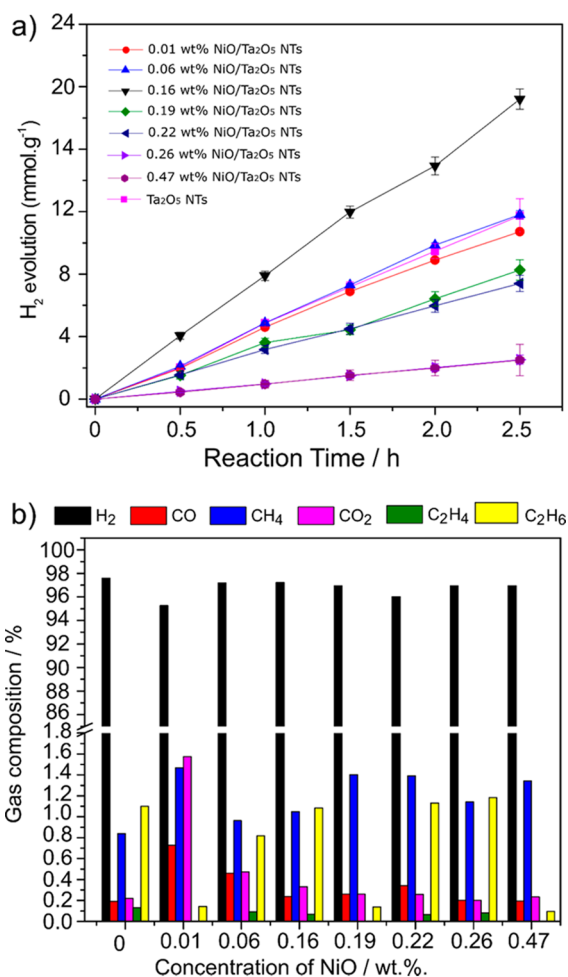 a)
24
20
14
12
8
4
0
H₂ evolution (mmol.g⁻¹)
0.01 wt% NiO/Ta₂O₅ NTs
0.06 wt% NiO/Ta₂O₅ NTs
0.16 wt% NiO/Ta₂O₅ NTs
0.19 wt% NiO/Ta₂O₅ NTs
0.22 wt% NiO/Ta₂O₅ NTs
0.26 wt% NiO/Ta₂O₅ NTs
0.47 wt% NiO/Ta₂O₅ NTs
Ta₂O₅ NTs
0 0.5 1.0 1.5 2.0 2.5
Reaction Time / h
b)
H₂ CO CH₄ CO₂ C₂H₄ C₂H₆
100
98
96
94
92
90
88
86
1.8
1.6
1.4
1.2
1.0
0.8
0.6
0.4
0.2
0.0
Gas composition / %
0 0.01 0.06 0.16 0.19 0.22 0.26 0.47
Concentration of NiO / wt.%.